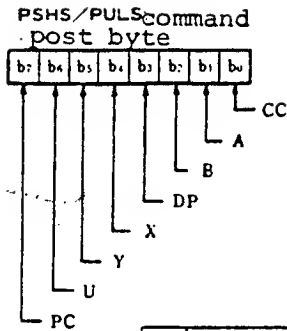 PSHS/PULS command
post byte
b7 b6 b5 b4 b3 b2 b1 b0
CC
A
B
DP
X
Y
U
PC